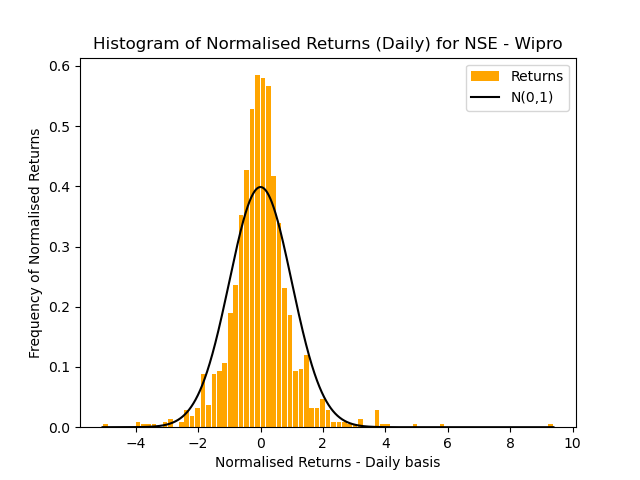 Histogram of Normalised Returns (Daily) for NSE - Wipro
Returns
N(0,1)
Frequency of Normalised Returns
0.6
0.5
0.4
0.3
0.2
0.1
0.0
−4 −2 0 2 4 6 8 10
Normalised Returns - Daily basis